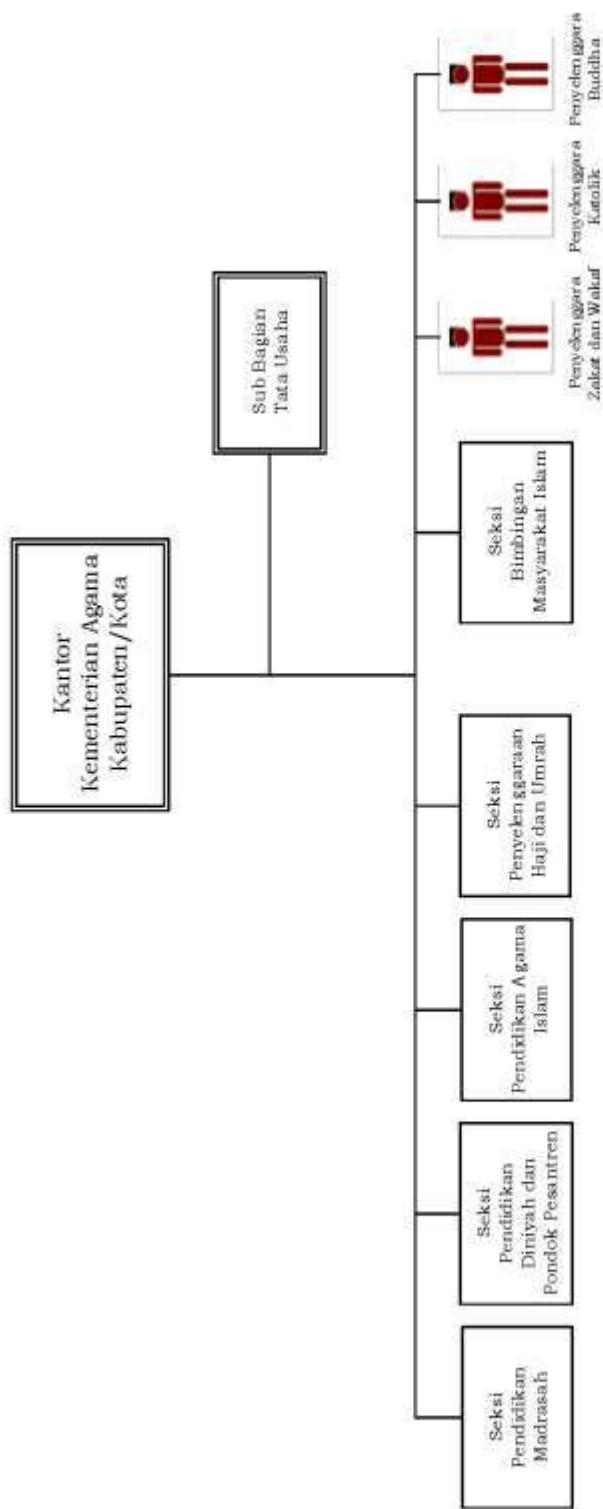 Kantor
Kementerian Agama
Kabupaten/Kota
Sub Bagian
Tata Usaha
Seksi
Pendidikan
Madrasah
Seksi
Pendidikan
Diniyah dan
Pondok Pesantren
Seksi
Pendidikan Agama
Islam
Seksi
Penyelenggaraan
Haji dan Umrah
Seksi
Bimbingan
Masyarakat Islam
Penyelenggara
Zakat dan Wakaf
Penyelenggara
Katolik
Penyelenggara
Buddha